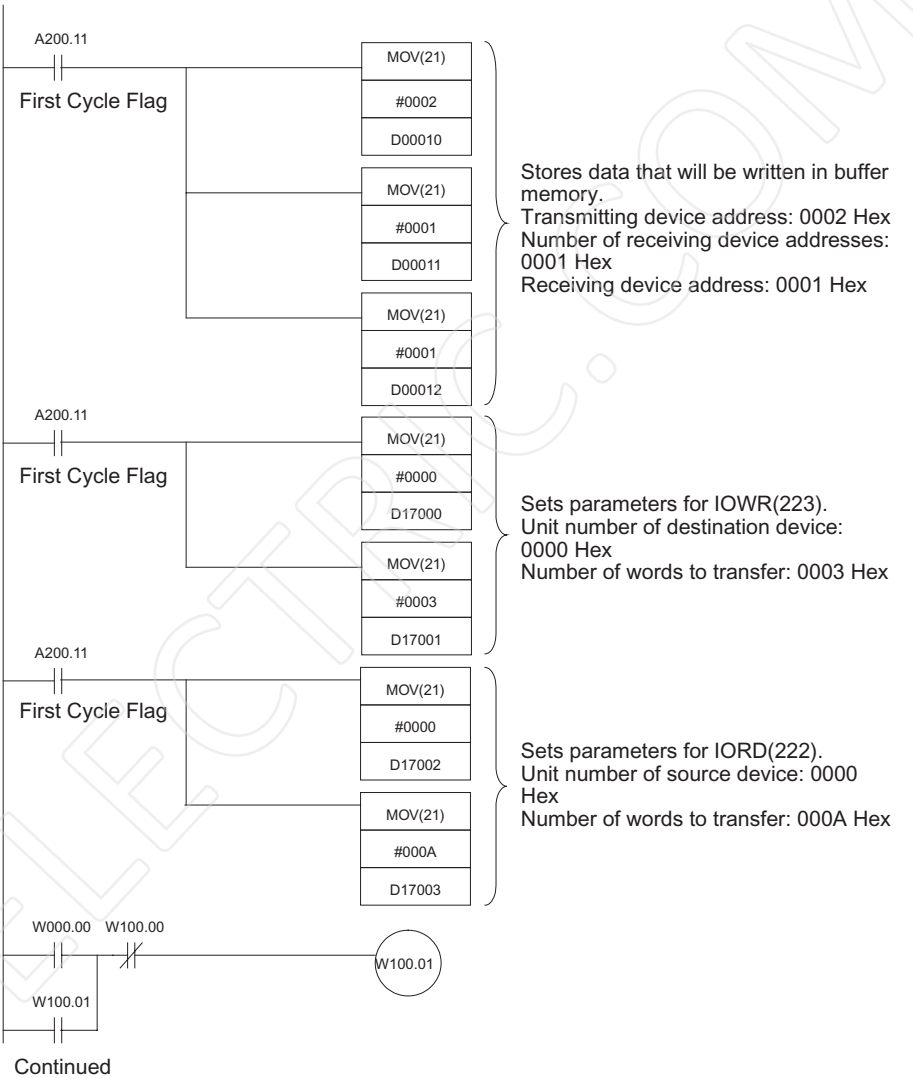 A200.11
First Cycle Flag
MOV(21)
#0002
D00010
MOV(21)
#0001
D00011
MOV(21)
#0001
D00012
Stores data that will be written in buffer
memory.
Transmitting device address: 0002 Hex
Number of receiving device addresses:
0001 Hex
Receiving device address: 0001 Hex
A200.11
First Cycle Flag
MOV(21)
#0000
D17000
MOV(21)
#0003
D17001
Sets parameters for IOWR(223).
Unit number of destination device:
0000 Hex
Number of words to transfer: 0003 Hex
A200.11
First Cycle Flag
MOV(21)
#0000
D17002
MOV(21)
#000A
D17003
Sets parameters for IORD(222).
Unit number of source device: 0000
Hex
Number of words to transfer: 000A Hex
W000.00 W100.00
W100.01
W100.01
Continued
ELECTRIC.COM